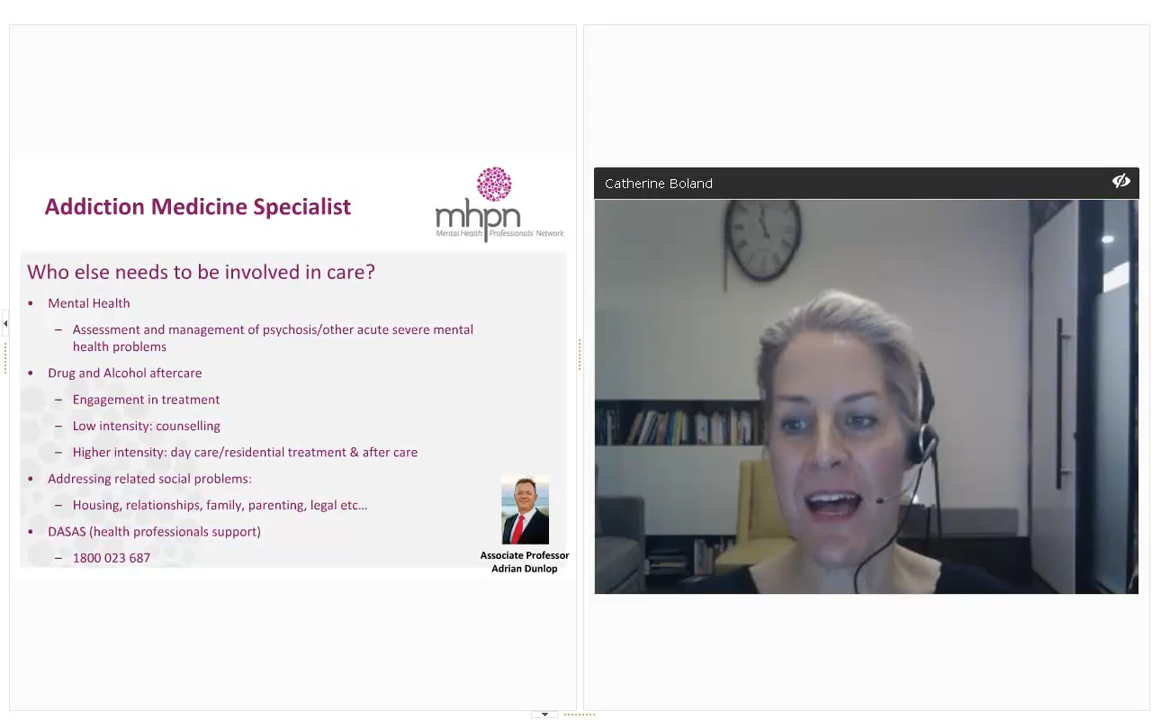 Addiction Medicine Specialist
mhpn
Mental Health Professionals' Network
Who else needs to be involved in care?
• Mental Health
– Assessment and management of psychosis/other acute severe mental
health problems
• Drug and Alcohol aftercare
– Engagement in treatment
– Low intensity: counselling
– Higher intensity: day care/residential treatment & after care
• Addressing related social problems:
– Housing, relationships, family, parenting, legal etc...
• DASAS (health professionals support)
– 1800 023 687
Associate Professor
Adrian Dunlop
Catherine Boland